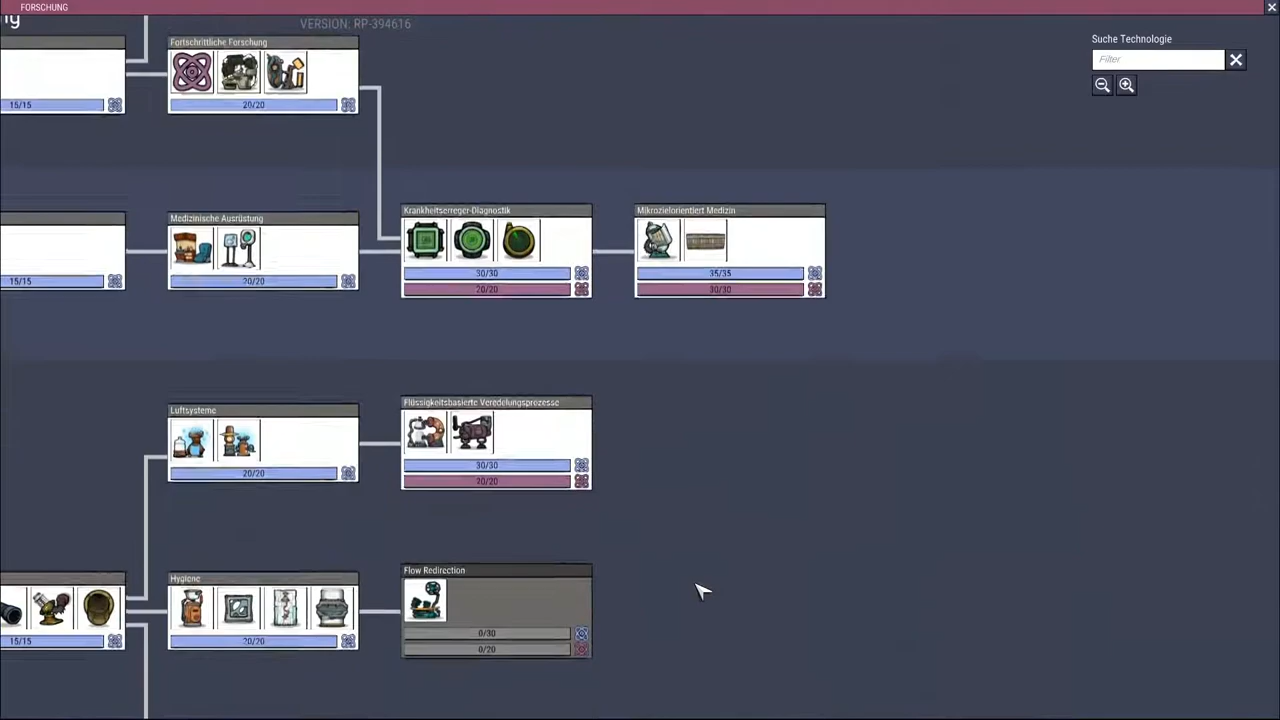 FORSCHUNG
ng
VERSION: RP-394616
Suche Technologie
Filter
Fortschrittliche Forschung
15/15
20/20
Medizinische Ausrüstung
Krankheitserreger-Diagnostik
Mikrozielorientiert Medizin
15/15
20/20
30/30
20/20
35/35
30/30
Luftsysteme
Flüssigkeitsbasierte Veredelungsprozesse
20/20
30/30
20/20
Hygiene
Flow Redirection
15/15
20/20
0/30
0/20